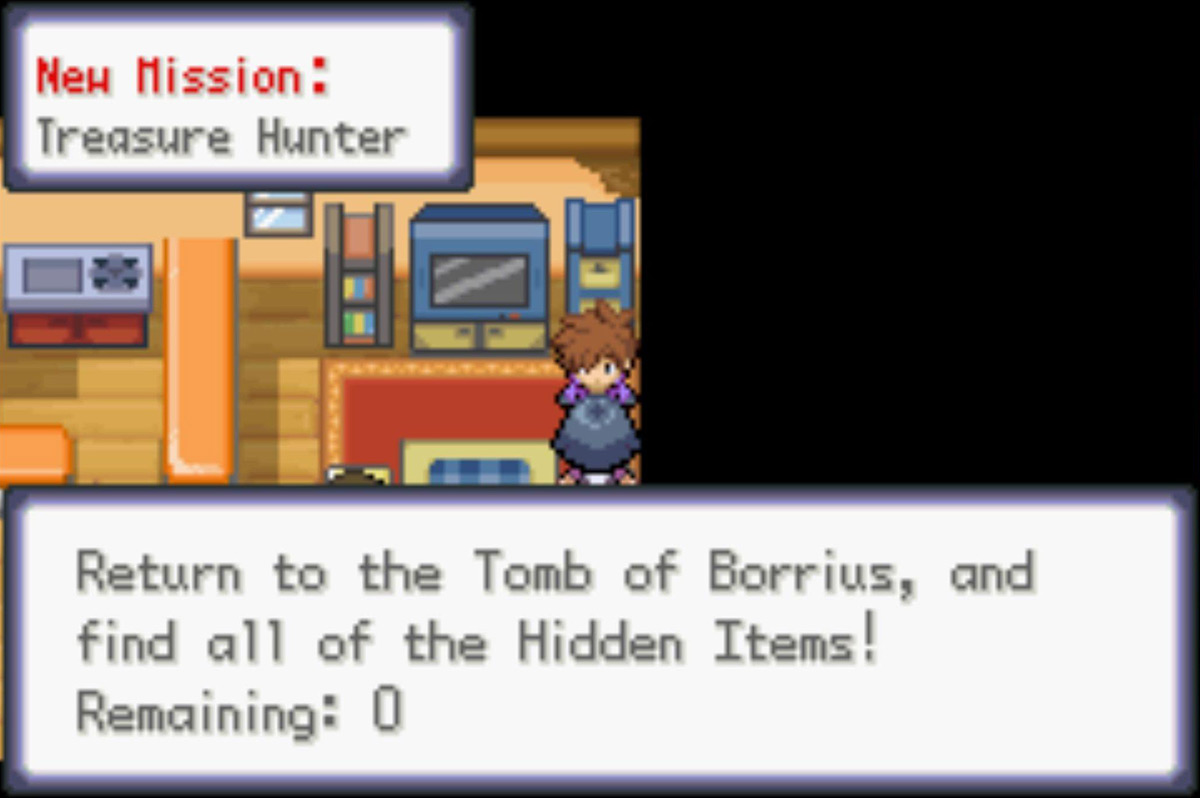 New Mission:
Treasure Hunter
Return to the Tomb of Borrius, and
find all of the Hidden Items!
Remaining: 0